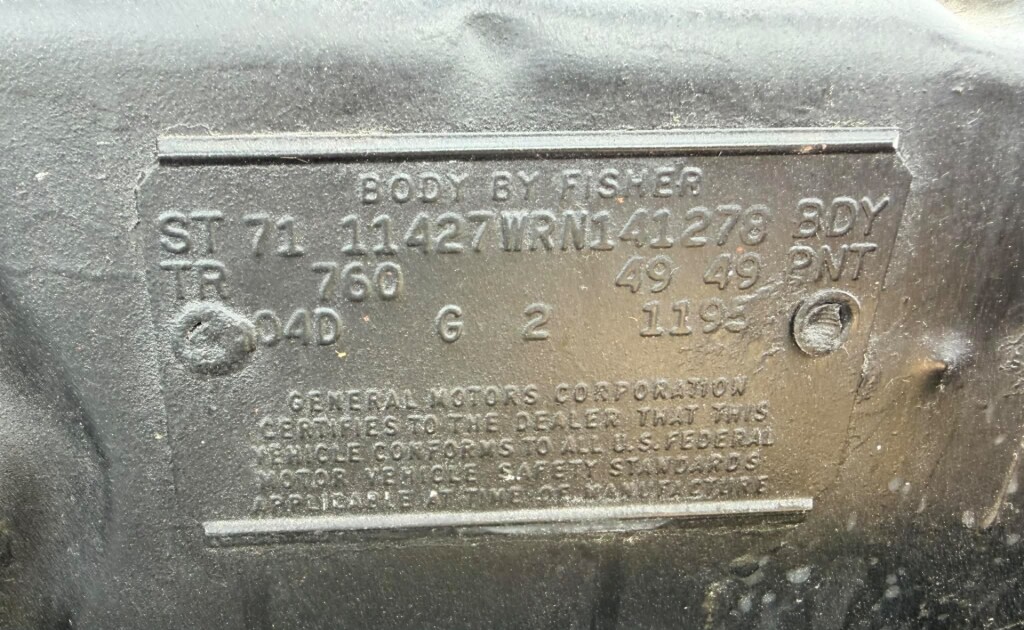 BODY BY FISHER
ST 71 11427WRN141278 BDY
TR 760 49 49 PNT
04D G 2
GENERAL MOTORS CORPORATION
CERTIFIES TO THE DEALER THAT THIS
VEHICLE CONFORMS TO ALL U.S. FEDERAL
MOTOR VEHICLE SAFETY STANDARDS
APPLICABLE AT TIME OF MANUFACTURE